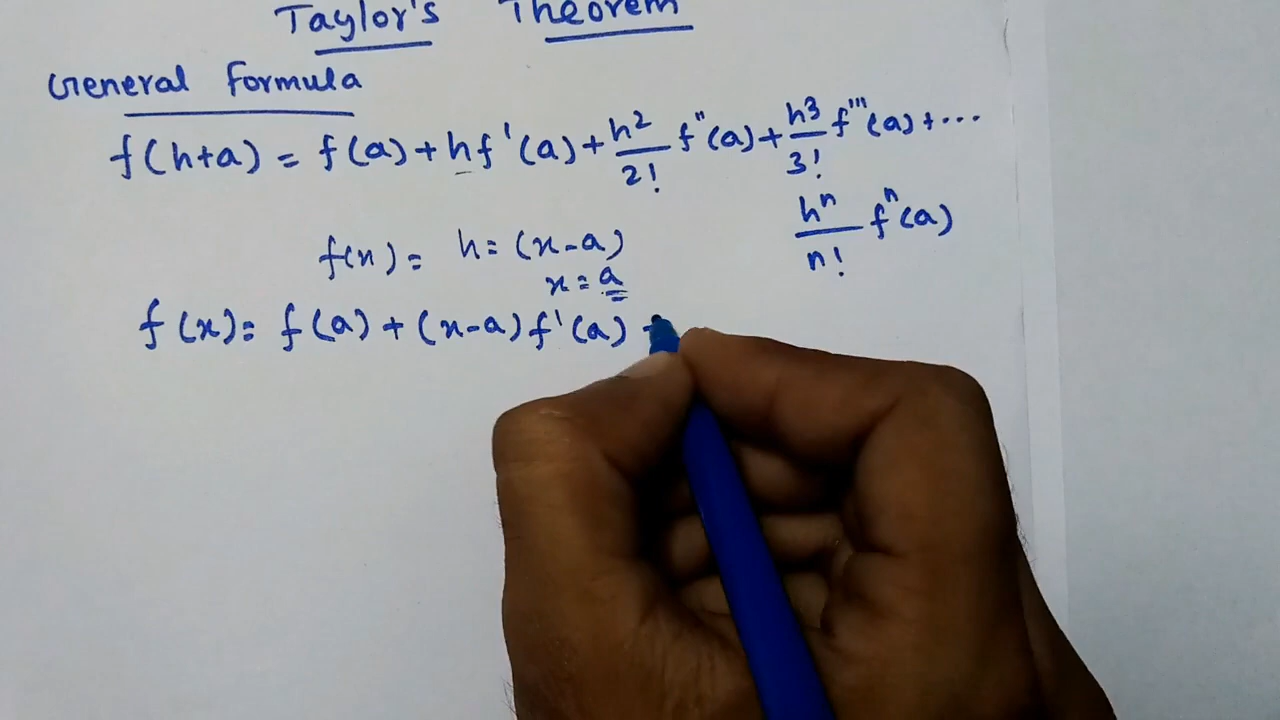 Taylor's Theorem
General formula
f(h+a) = f(a) + hf'(a) + h²/2! f''(a) + h³/3! f'''(a) + ...
hⁿ/n! fⁿ(a)
f(x) = h = (x-a)
x = a
f(x) = f(a) + (x-a) f'(a) +